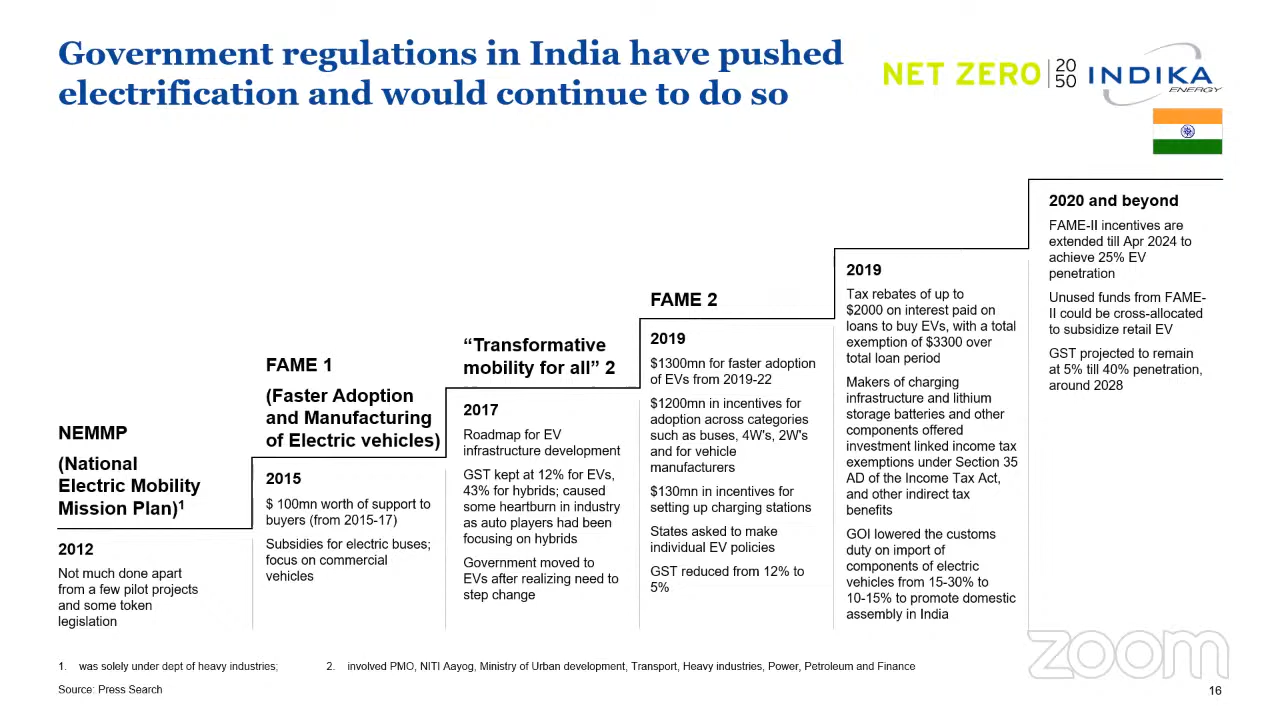 Government regulations in India have pushed
electrification and would continue to do so
NET ZERO 20
50
INDIKA
ENERGY
NEMMP
(National
Electric Mobility
Mission Plan)1
2012
Not much done apart
from a few pilot projects
and some token
legislation
FAME 1
(Faster Adoption
and Manufacturing
of Electric vehicles)
2015
$ 100mn worth of support to
buyers (from 2015-17)
Subsidies for electric buses;
focus on commercial
vehicles
“Transformative
mobility for all” 2
2017
Roadmap for EV
infrastructure development
GST kept at 12% for EVs,
43% for hybrids; caused
some heartburn in industry
as auto players had been
focusing on hybrids
Government moved to
EVs after realizing need to
step change
FAME 2
2019
$1300mn for faster adoption
of EVs from 2019-22
$1200mn in incentives for
adoption across categories
such as buses, 4W's, 2W's
and for vehicle
manufacturers
$130mn in incentives for
setting up charging stations
States asked to make
individual EV policies
GST reduced from 12% to
5%
2019
Tax rebates of up to
$2000 on interest paid on
loans to buy EVs, with a total
exemption of $3300 over
total loan period
Makers of charging
infrastructure and lithium
storage batteries and other
components offered
investment linked income tax
exemptions under Section 35
AD of the Income Tax Act,
and other indirect tax
benefits
GOI lowered the customs
duty on import of
components of electric
vehicles from 15-30% to
10-15% to promote domestic
assembly in India
2020 and beyond
FAME-II incentives are
extended till Apr 2024 to
achieve 25% EV
penetration
Unused funds from FAME-
II could be cross-allocated
to subsidize retail EV
GST projected to remain
at 5% till 40% penetration,
around 2028
1. was solely under dept of heavy industries;
2. involved PMO, NITI Aayog, Ministry of Urban development, Transport, Heavy industries, Power, Petroleum and Finance
Source: Press Search
zoom
16